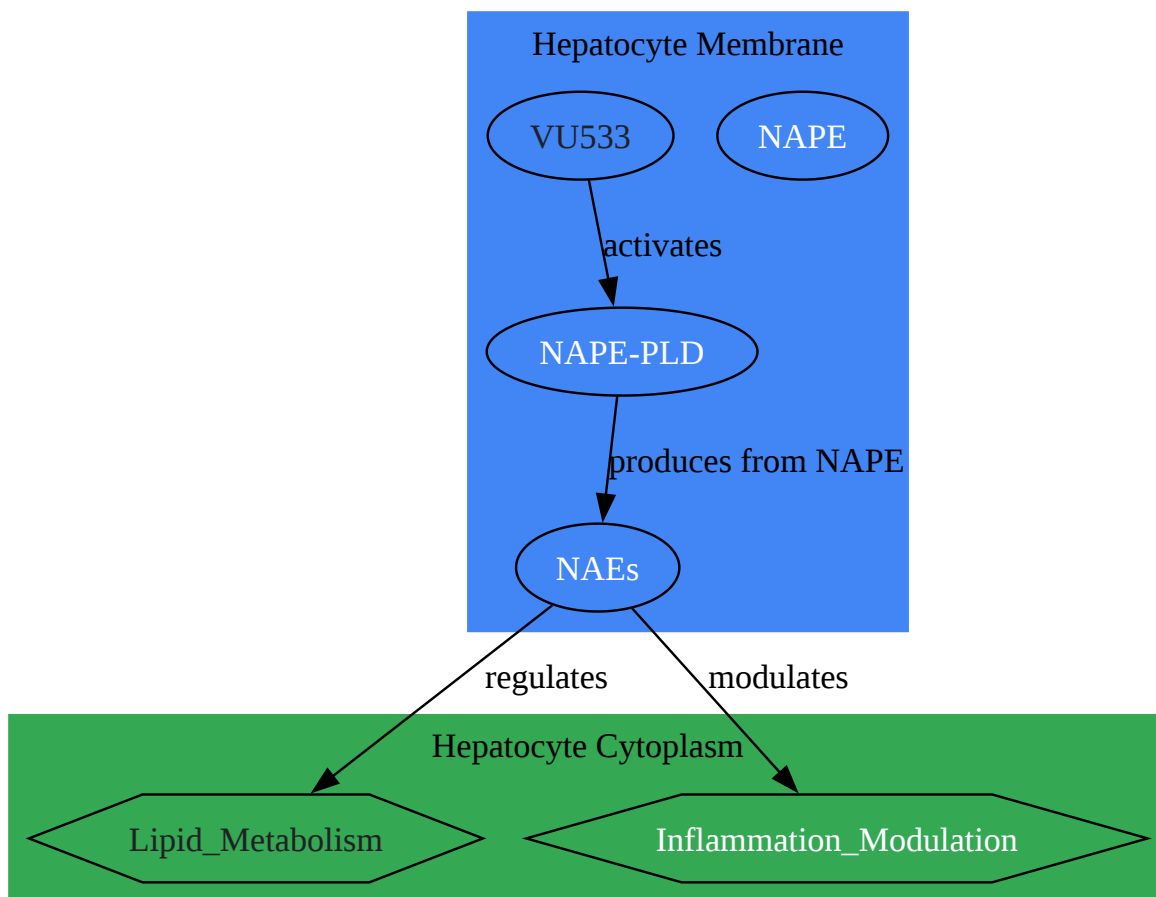 Hepatocyte Membrane
VU533
NAPE
activates
NAPE-PLD
produces from NAPE
NAEs
regulates
modulates
Hepatocyte Cytoplasm
Lipid_Metabolism
Inflammation_Modulation